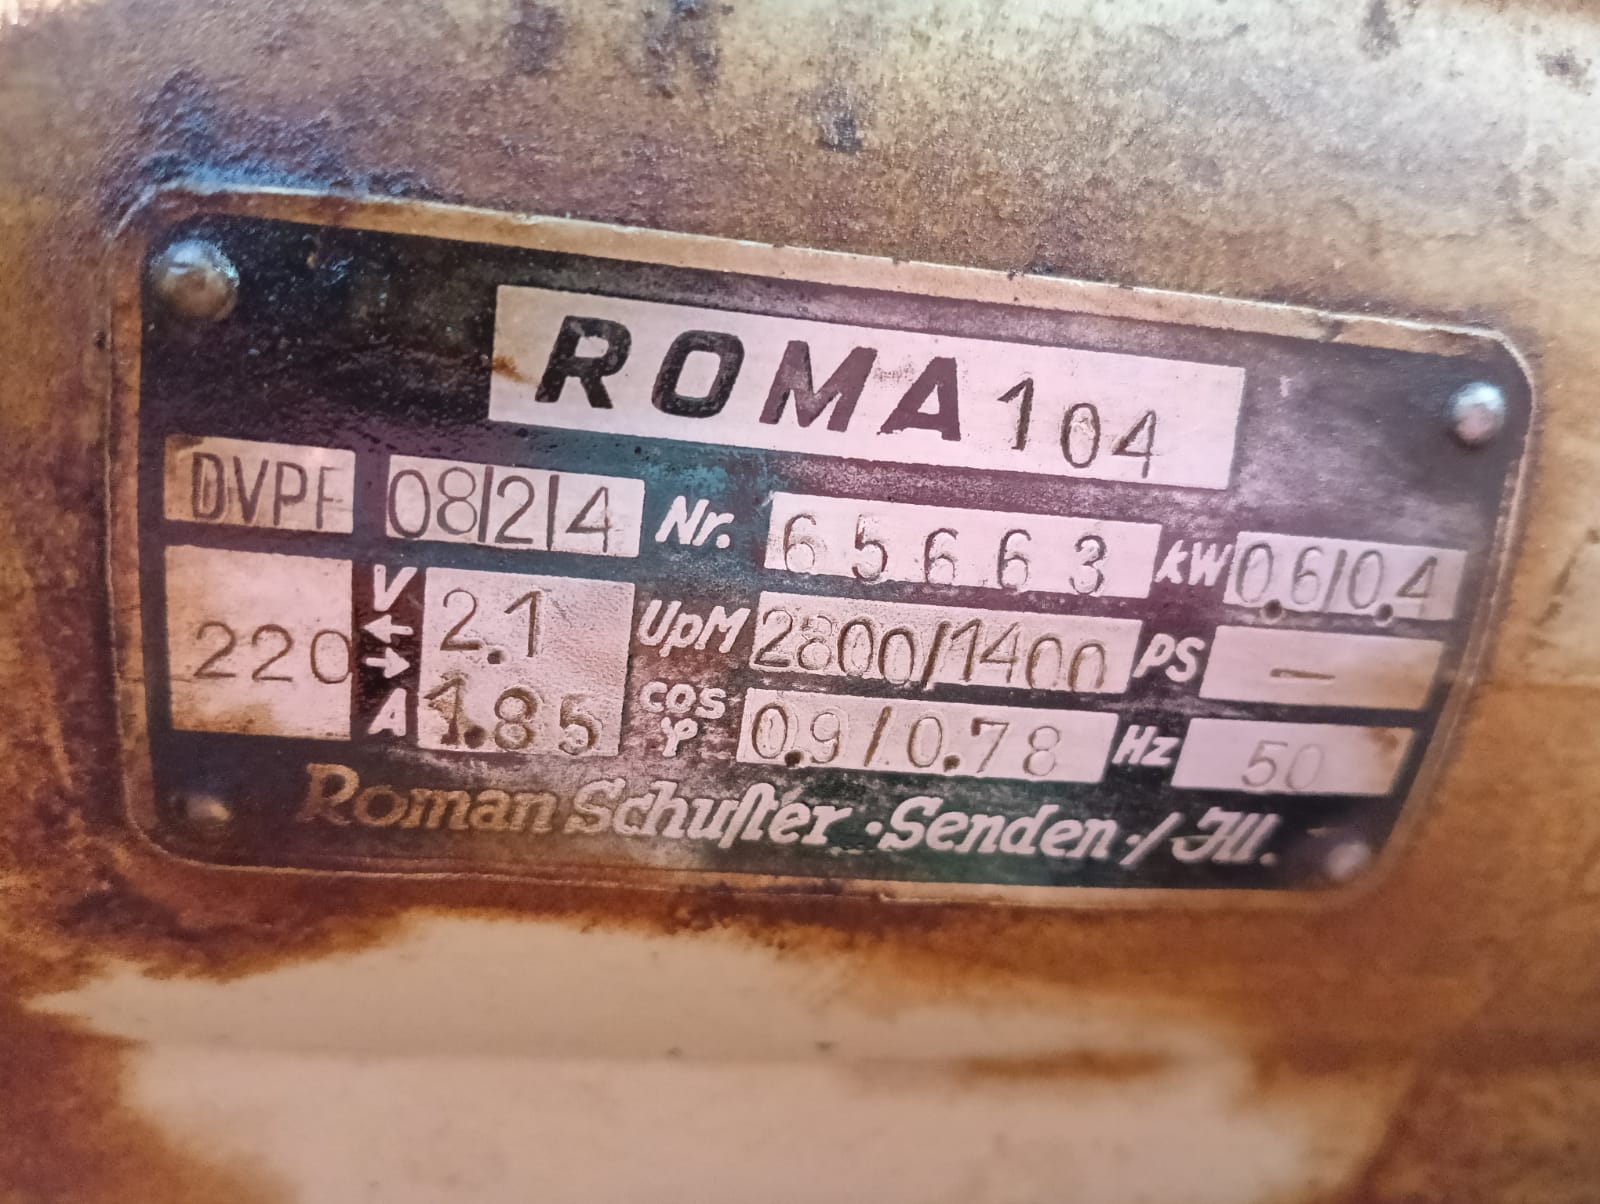 ROMA 104
DVPF 08/2/4 Nr. 65663 kW 0.6/0.4
220 V 2.1 UpM 2800/1400 PS —
A 1.85 cos φ 0.9/0.78 Hz 50
Roman Schuſter · Senden · / Jll.